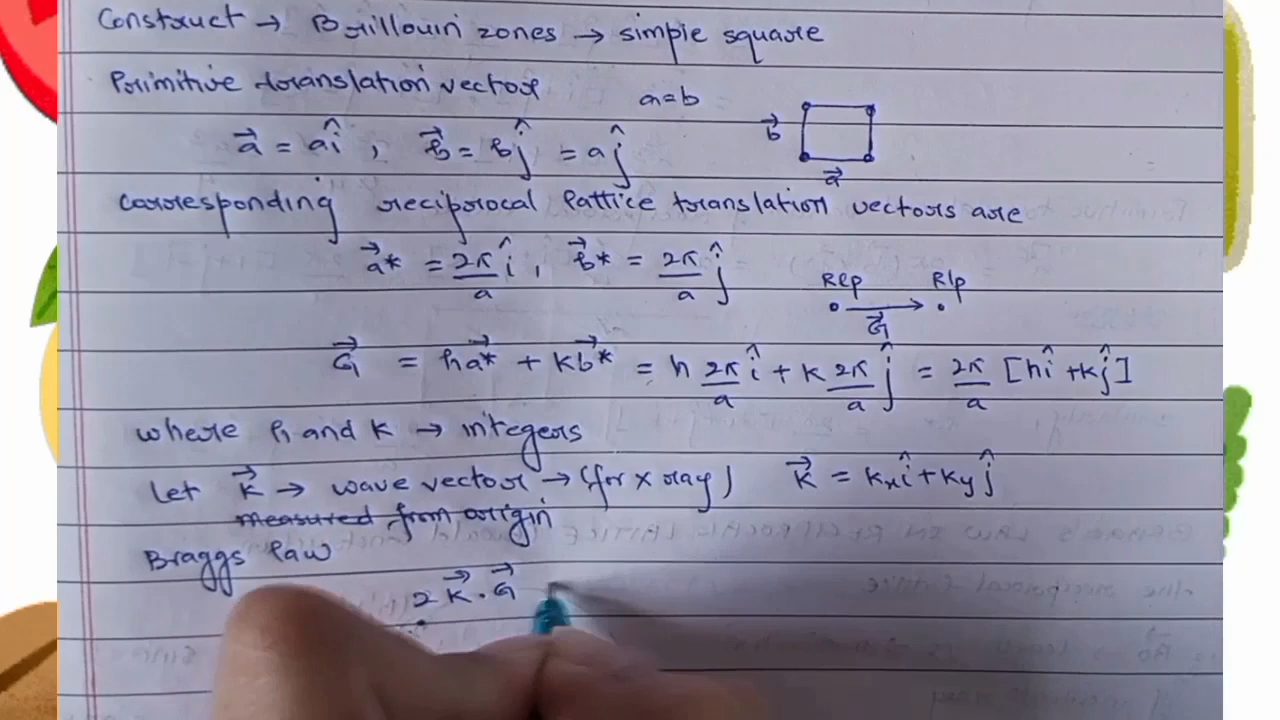 Construct → Brillouin zones → simple square
Primitive translation vector
a=b
a⃗ = aî , b⃗ = bĵ = aĵ
b⃗
a⃗
corresponding reciprocal lattice translation vectors are
a⃗* = 2π/a î , b⃗* = 2π/a ĵ
Rlp Rlp
G⃗
G⃗ = ha⃗* + kb⃗* = h 2π/a î + k 2π/a ĵ = 2π/a [hî + kĵ]
where h and k → integers
Let k⃗ → wave vector → (for x ray) k⃗ = kxî + kyĵ
measured from origin
Braggs law
2 k⃗ . G⃗